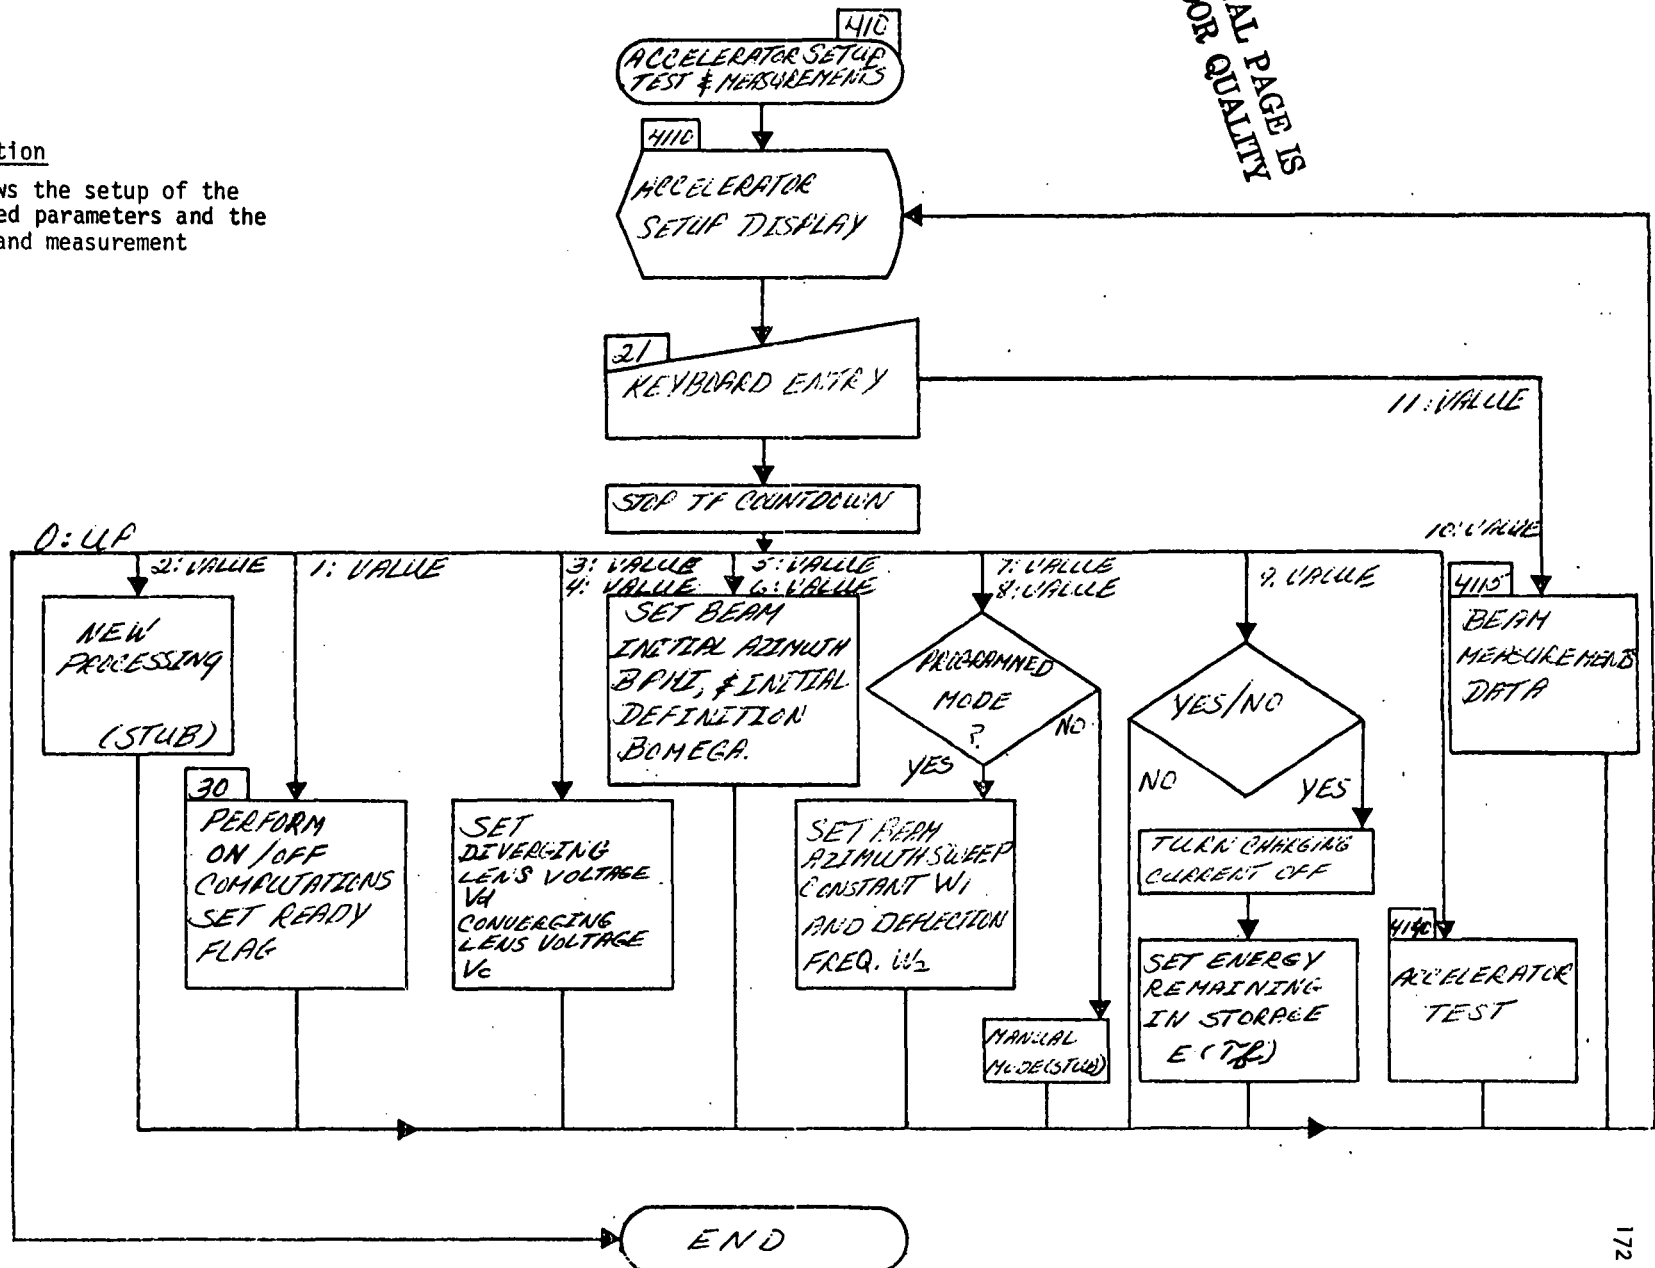 410
ACCELERATOR SETUP
TEST & MEASUREMENTS
AL PAGE IS
OOR QUALITY
tion
ws the setup of the
ed parameters and the
and measurement
4110
ACCELERATOR
SETUP DISPLAY
21
KEYBOARD ENTRY
11:VALUE
STOP TF COUNTDOWN
0:UP
2:VALUE
1: VALUE
3: VALUE
4: VALUE
5:VALUE
6:VALUE
7:VALUE
8:VALUE
9.VALUE
10:VALUE
NEW
PROCESSING
(STUB)
30
PERFORM
ON/OFF
COMPUTATIONS
SET READY
FLAG
SET
DIVERGING
LENS VOLTAGE
Vd
CONVERGING
LENS VOLTAGE
Vc
SET BEAM
INITIAL AZIMUTH
BPHI, & INITIAL
DEFINITION
BOMEGA.
PROGRAMMED
MODE
?
YES
NO
SET BEAM
AZIMUTH SWEEP
CONSTANT W1
AND DEFLECTION
FREQ. W2
MANUAL
MODE(STUB)
YES/NO
NO
YES
TURN CHARGING
CURRENT OFF
SET ENERGY
REMAINING
IN STORAGE
E(Tf)
4140
ACCELERATOR
TEST
4115
BEAM
MEASUREMENTS
DATA
END
172